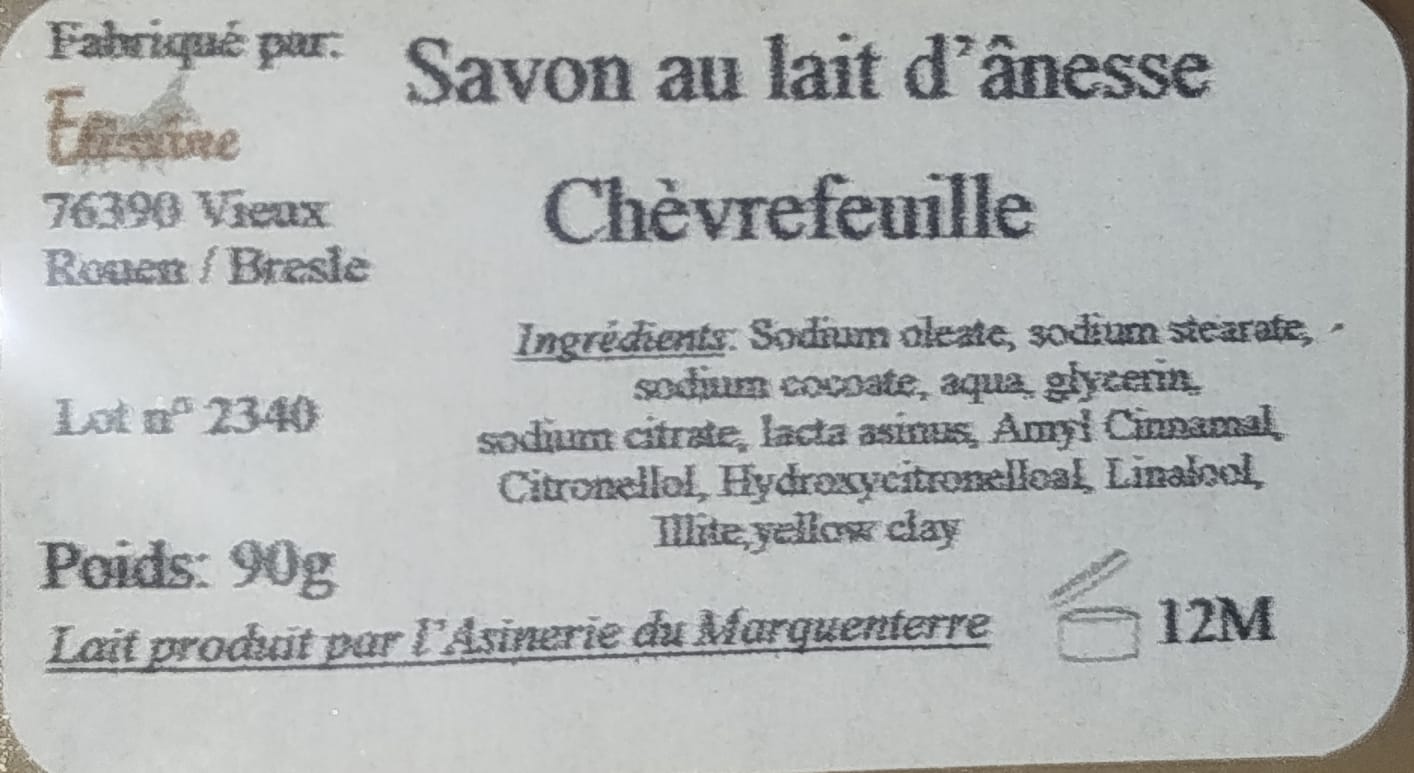 Fabriqué par:
76390 Vieux
Rouen / Bresle
Lot n° 2340
Poids: 90g
Savon au lait d'ânesse
Chèvrefeuille
Ingrédients: Sodium oleate, sodium stearate, -
sodium cocoate, aqua, glycerin,
sodium citrate, lacta asinus, Amyl Cinnamal,
Citronellol, Hydroxycitronelloal, Linalool,
Illite,yellow clay
Lait produit par l'Asinerie du Marquenterre
12M